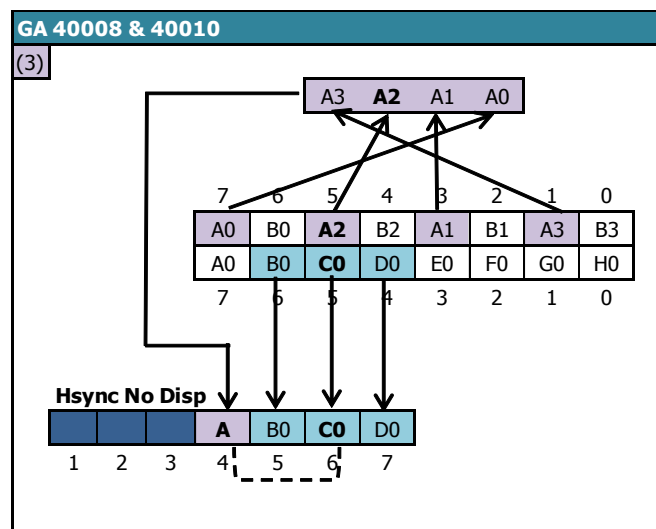 GA 40008 & 40010
(3)
A3 A2 A1 A0
7 6 5 4 3 2 1 0
A0 B0 A2 B2 A1 B1 A3 B3
A0 B0 C0 D0 E0 F0 G0 H0
7 6 5 4 3 2 1 0
Hsync No Disp
A B0 C0 D0
1 2 3 4 5 6 7